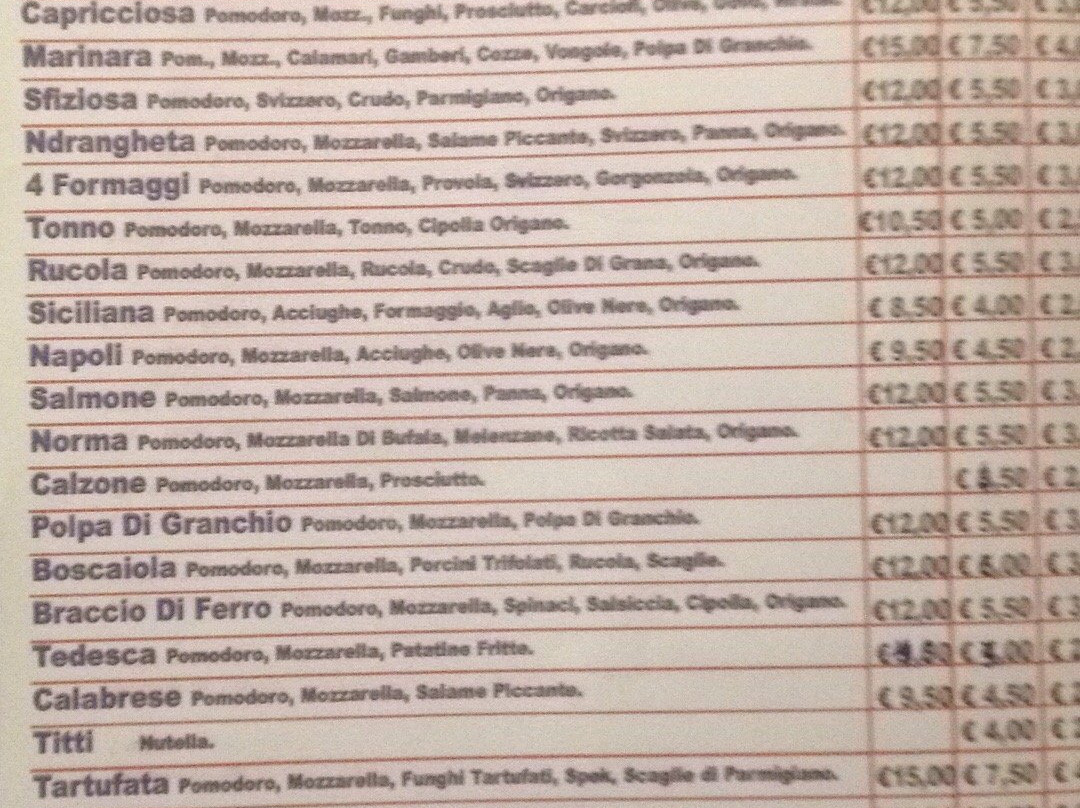 Capricciosa Pomodoro, Mozz., Funghi, Prosciutto, Carciofi, Olive, €12,00 € 5,50
Marinara Pom., Mozz., Calamari, Gamberi, Cozze, Vongole, Polpa Di Granchio. €15,00 € 7,50
Sfiziosa Pomodoro, Svizzero, Crudo, Parmigiano, Origano. €12,00 € 5,50
Ndrangheta Pomodoro, Mozzarella, Salame Piccante, Svizzero, Panna, Origano. €12,00 € 5,50
4 Formaggi Pomodoro, Mozzarella, Provola, Svizzero, Gorgonzola, Origano. €12,00 € 5,50
Tonno Pomodoro, Mozzarella, Tonno, Cipolla Origano. €10,50 € 5,00
Rucola Pomodoro, Mozzarella, Rucola, Crudo, Scaglie Di Grana, Origano. €12,00 € 5,50
Siciliana Pomodoro, Acciughe, Formaggio, Aglio, Olive Nere, Origano. € 8,50 € 4,00
Napoli Pomodoro, Mozzarella, Acciughe, Olive Nere, Origano. € 9,50 € 4,50
Salmone Pomodoro, Mozzarella, Salmone, Panna, Origano. €12,00 € 5,50
Norma Pomodoro, Mozzarella Di Bufala, Melenzane, Ricotta Salata, Origano. €12,00 € 5,50
Calzone Pomodoro, Mozzarella, Prosciutto.
Polpa Di Granchio Pomodoro, Mozzarella, Polpa Di Granchio. €12,00 € 5,50
Boscaiola Pomodoro, Mozzarella, Porcini Trifolati, Rucola, Scaglie. €12,00
Braccio Di Ferro Pomodoro, Mozzarella, Spinaci, Salsiccia, Cipolla, Origano. €12,00 € 5,50
Tedesca Pomodoro, Mozzarella, Patatine Fritte.
Calabrese Pomodoro, Mozzarella, Salame Piccante. € 9,50 € 4,50
Titti Nutella. € 4,00
Tartufata Pomodoro, Mozzarella, Funghi Tartufati, Spek, Scaglie di Parmigiano. €15,00 € 7,50